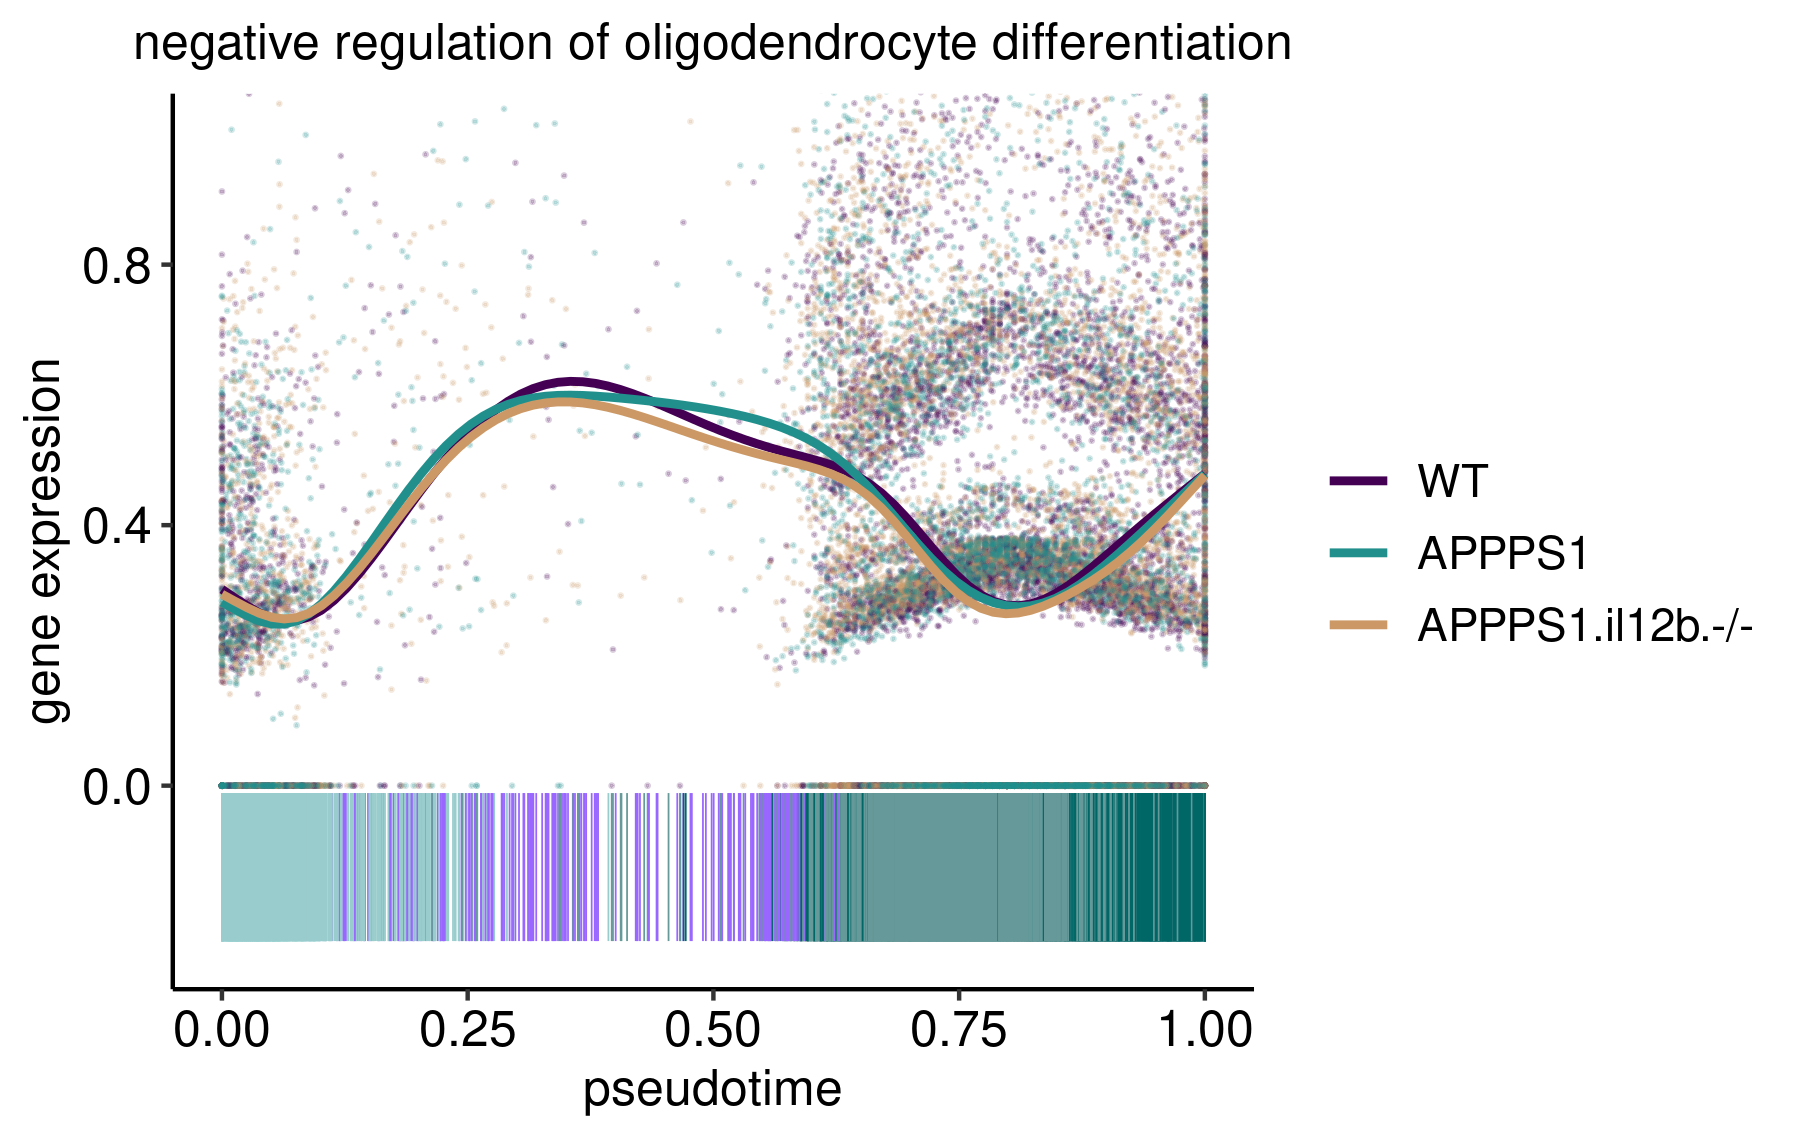 negative regulation of oligodendrocyte differentiation
gene expression
0.8
0.4
0.0
0.00 0.25 0.50 0.75 1.00
pseudotime
WT
APPPS1
APPPS1.il12b.-/-